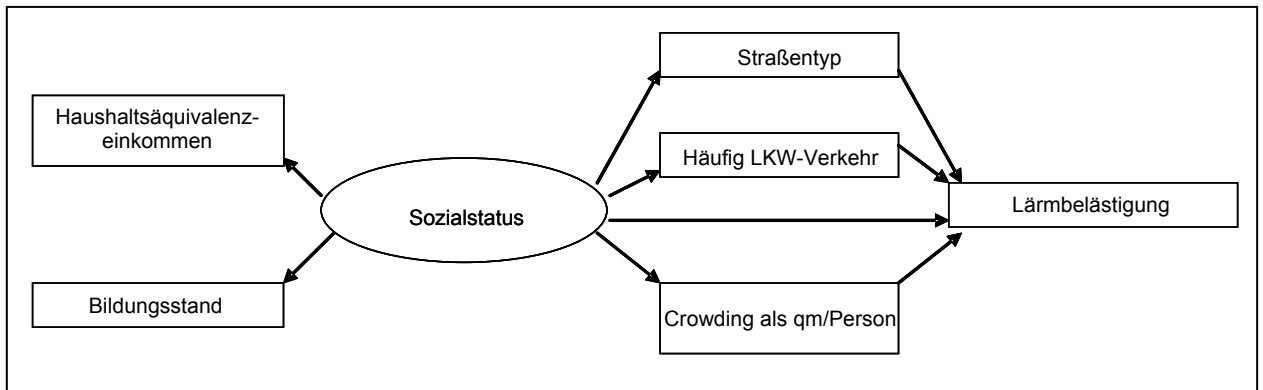 Straßentyp
Haushaltsäquivalenz-
einkommen
Häufig LKW-Verkehr
Sozialstatus
Lärmbelästigung
Bildungsstand
Crowding als qm/Person